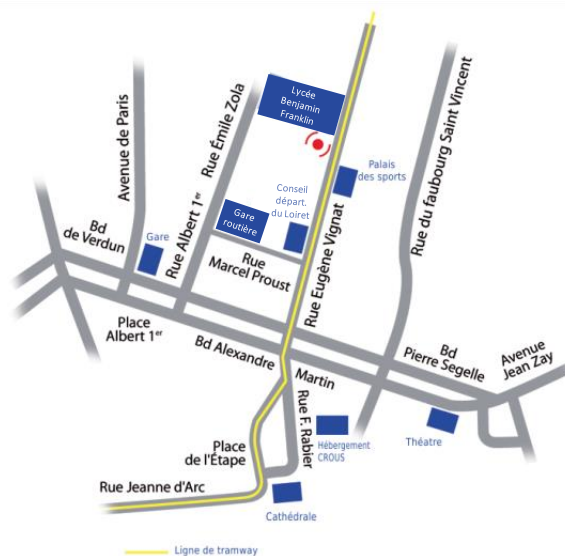 Lycée
Benjamin
Franklin
Avenue de Paris
Rue Émile Zola
Rue du faubourg Saint Vincent
Palais
des sports
Conseil
départ.
du Loiret
Gare
routière
Rue Eugène Vignat
Rue Albert 1er
Bd
de Verdun
Gare
Rue
Marcel Proust
Place
Albert 1er
Bd Alexandre
Martin
Bd
Pierre Segelle
Avenue
Jean Zay
Rue F. Rabier
Hébergement
CROUS
Théatre
Place
de l'Étape
Rue Jeanne d'Arc
Cathédrale
Ligne de tramway